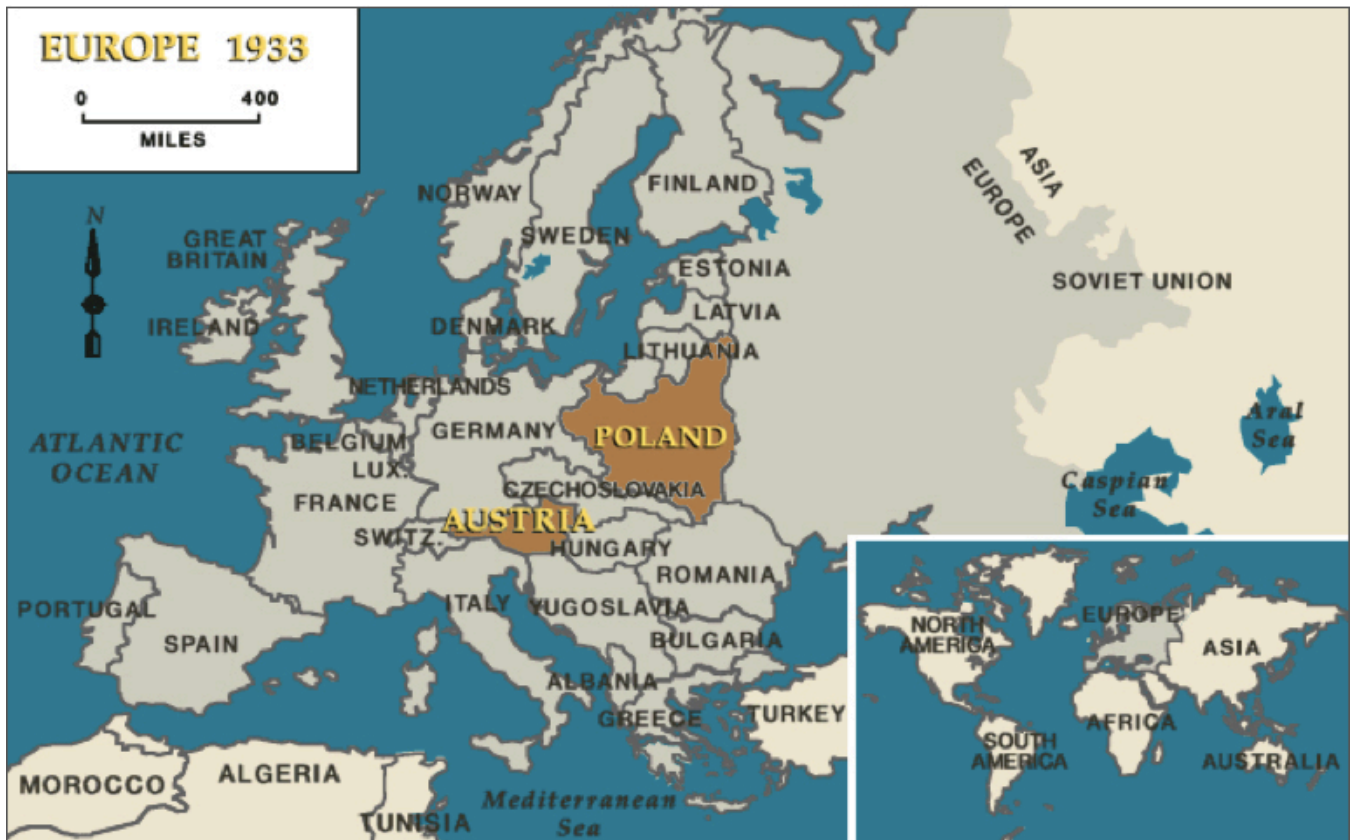 EUROPE 1933
0 400
MILES
N
NORWAY
FINLAND
SWEDEN
GREAT
BRITAIN
ESTONIA
ASIA
EUROPE
SOVIET UNION
LATVIA
IRELAND
DENMARK
LITHUANIA
NETHERLANDS
ATLANTIC
OCEAN
BELGIUM
GERMANY
POLAND
LUX.
Aral
Sea
FRANCE
CZECHOSLOVAKIA
Caspian
Sea
AUSTRIA
SWITZ.
HUNGARY
ROMANIA
PORTUGAL
ITALY
YUGOSLAVIA
SPAIN
BULGARIA
ALBANIA
GREECE
TURKEY
MOROCCO
ALGERIA
TUNISIA
Mediterranean
Sea
NORTH
AMERICA
EUROPE
ASIA
AFRICA
SOUTH
AMERICA
AUSTRALIA